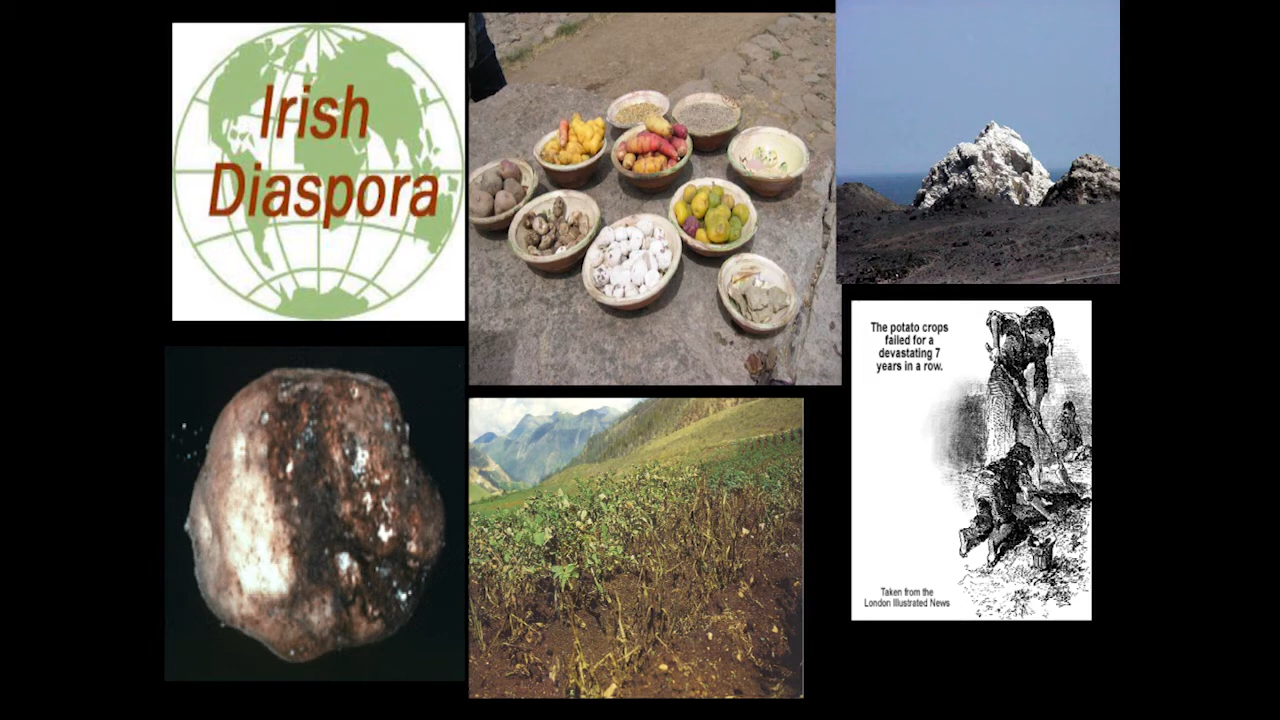 Irish
Diaspora
The potato crops
failed for a
devastating 7
years in a row.
Taken from the
London Illustrated News